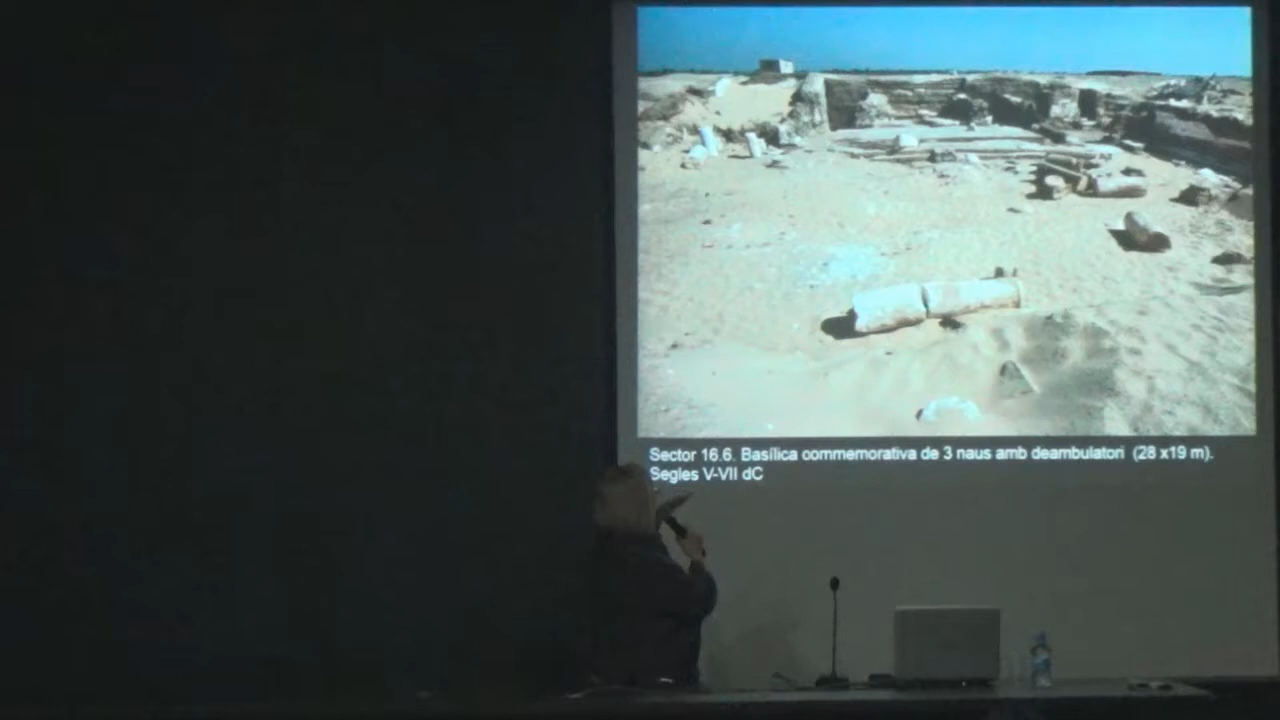 Sector 16.6. Basílica commemorativa de 3 naus amb deambulatori (28 x19 m).
Segles V-VII dC